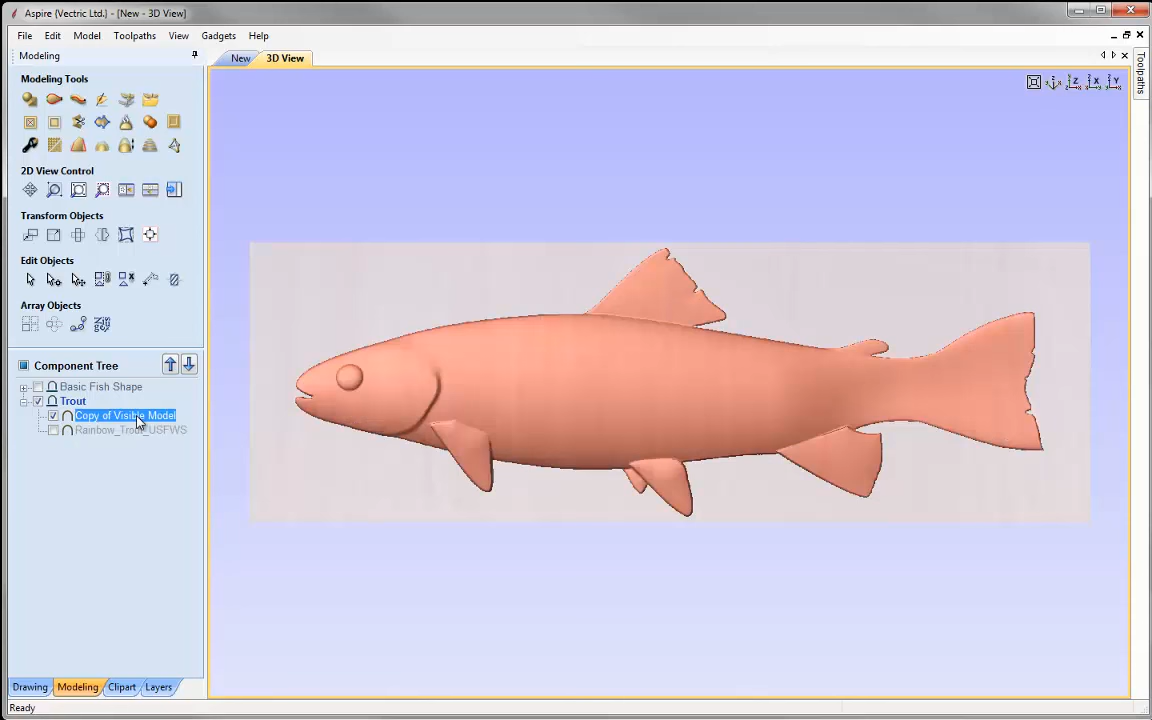 Aspire (Vectric Ltd.) - [New - 3D View]
File Edit Model Toolpaths View Gadgets Help
Modeling
New 3D View
Toolpaths
Modeling Tools
2D View Control
Transform Objects
Edit Objects
Array Objects
Component Tree
Basic Fish Shape
Trout
Copy of Visible Model
Rainbow_Trout_USFWS
Drawing Modeling Clipart Layers
Ready